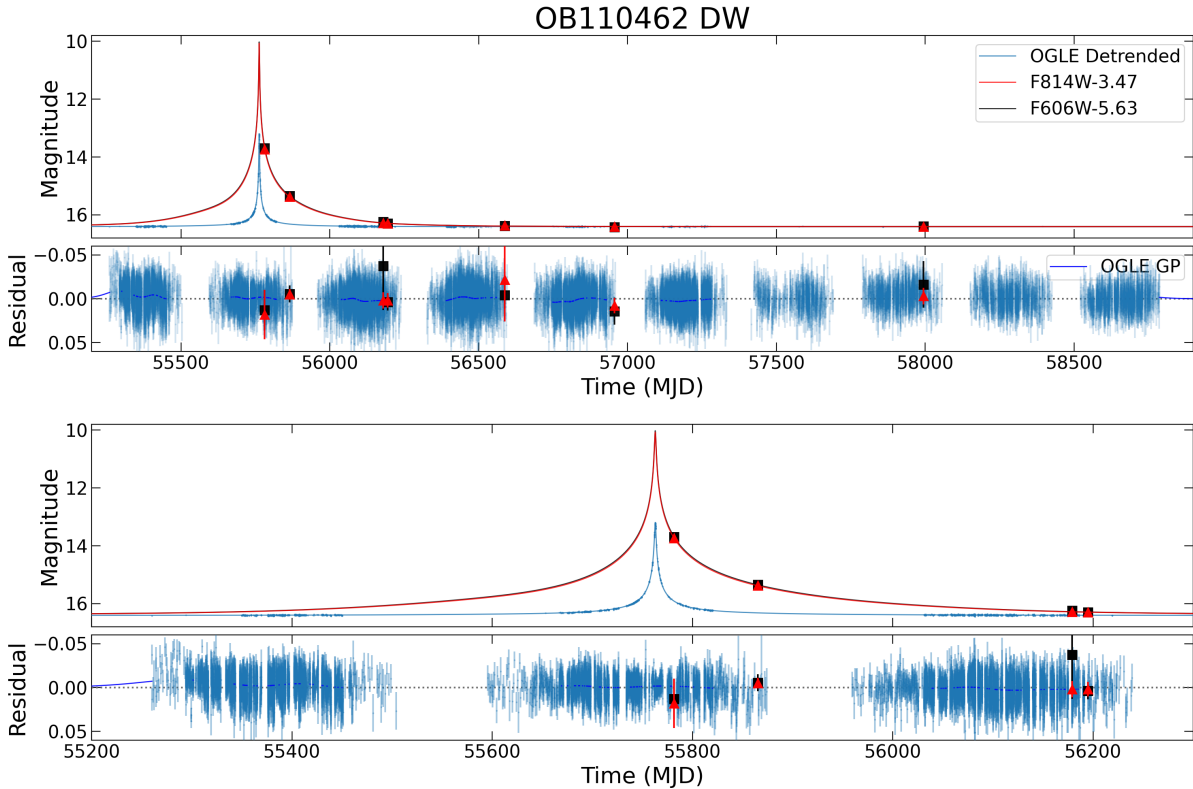 OB110462 DW
10
12
14
16
Magnitude
OGLE Detrended
F814W-3.47
F606W-5.63
−0.05
0.00
0.05
Residual
OGLE GP
55500 56000 56500 57000 57500 58000 58500
Time (MJD)
10
12
14
16
Magnitude
−0.05
0.00
0.05
Residual
55200 55400 55600 55800 56000 56200
Time (MJD)